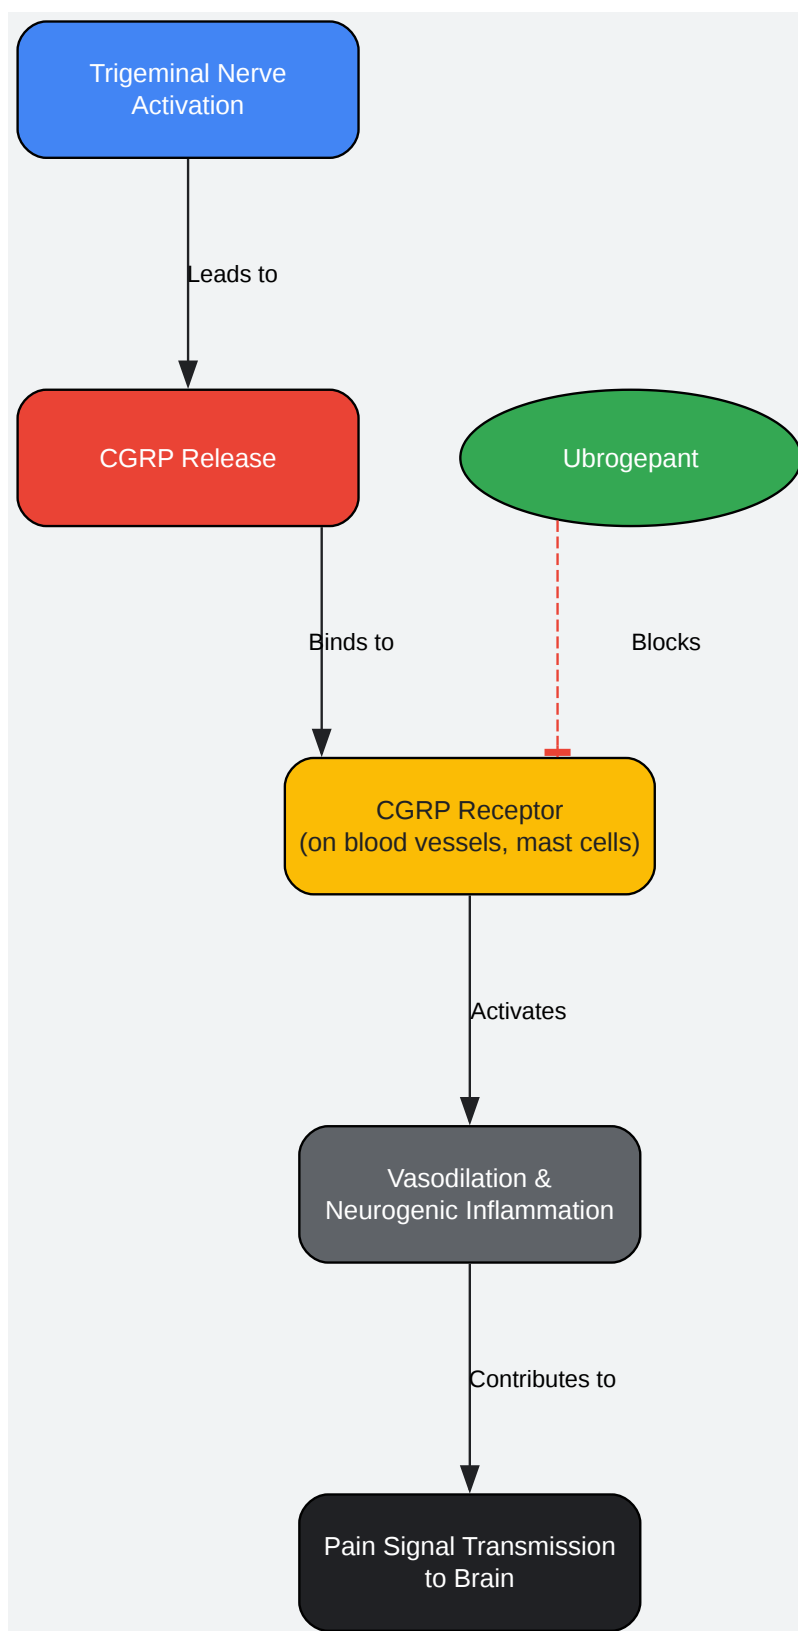 Trigeminal Nerve
Activation
Leads to
CGRP Release
Ubrogepant
Binds to
Blocks
CGRP Receptor
(on blood vessels, mast cells)
Activates
Vasodilation &
Neurogenic Inflammation
Contributes to
Pain Signal Transmission
to Brain